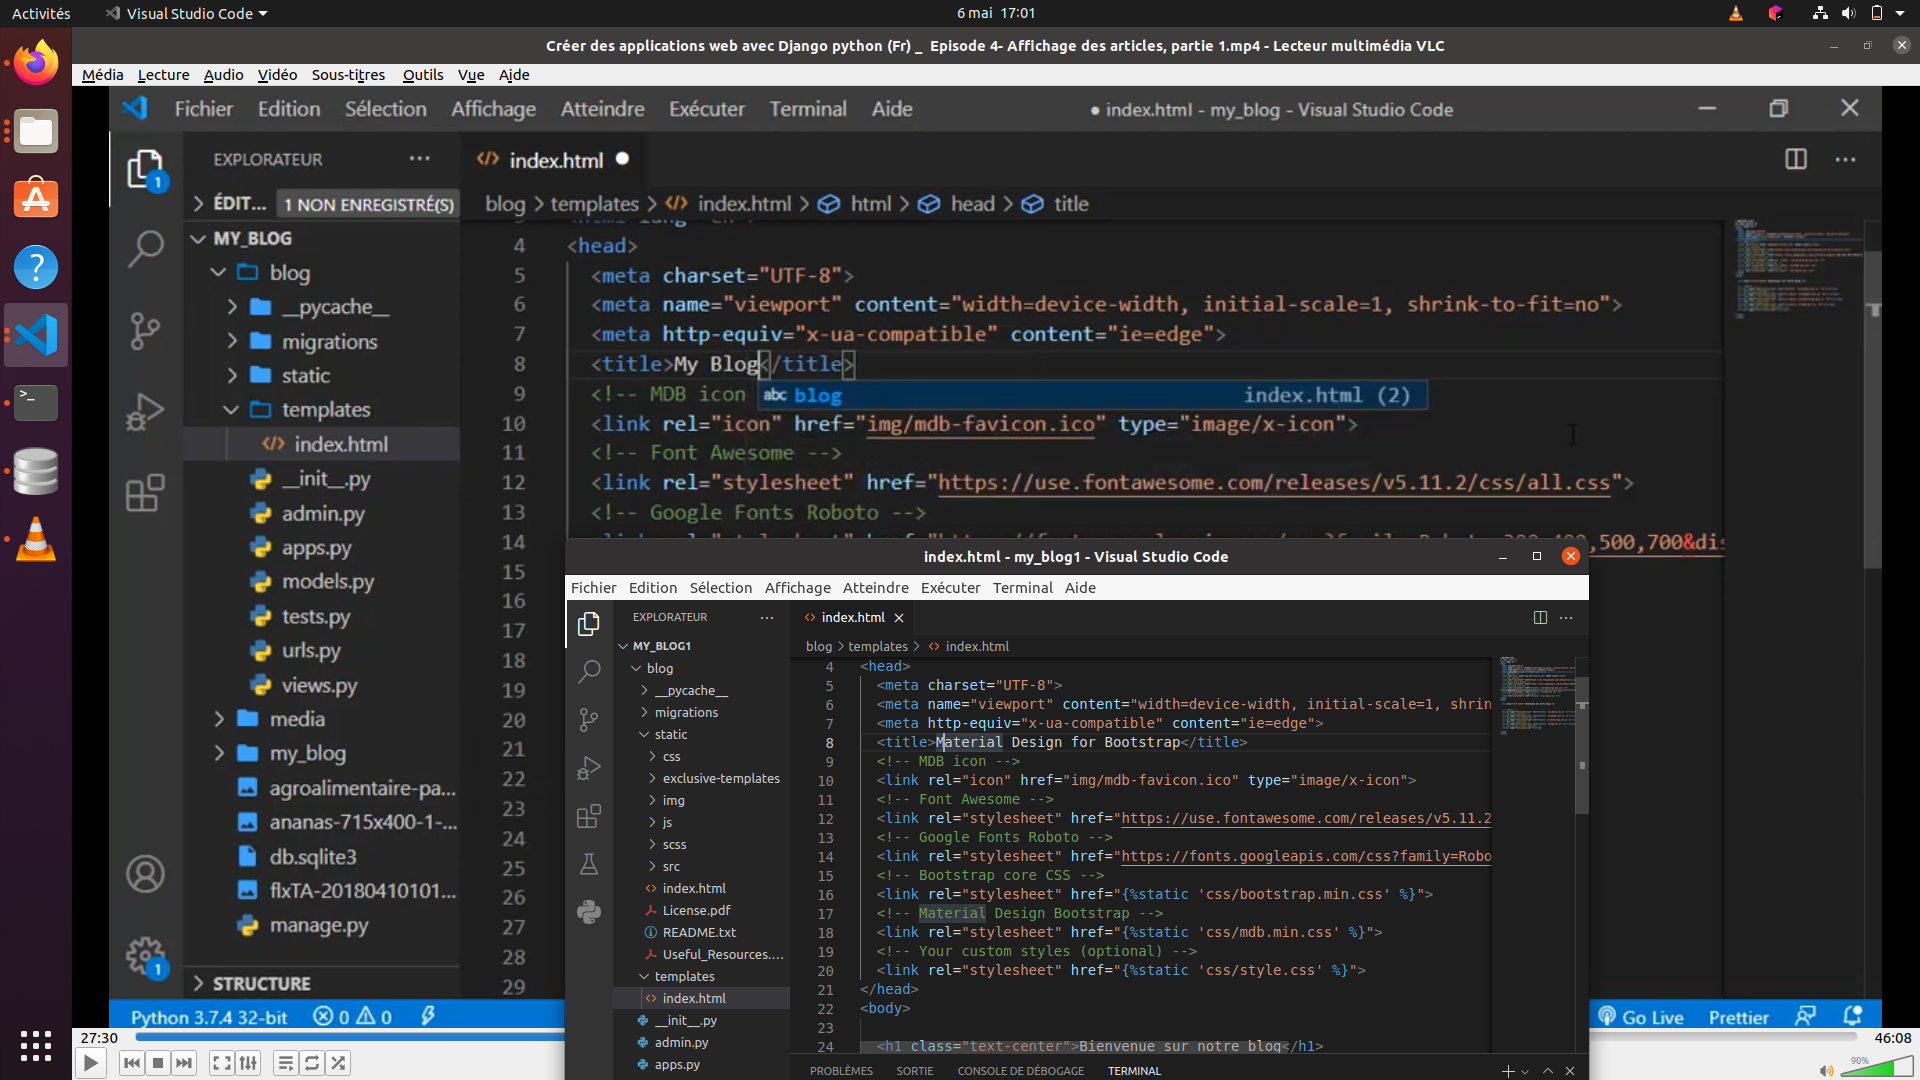 Activités
Visual Studio Code
6 mai 17:01
Créer des applications web avec Django python (Fr) _ Episode 4- Affichage des articles, partie 1.mp4 - Lecteur multimédia VLC
Média Lecture Audio Vidéo Sous-titres Outils Vue Aide
Fichier Edition Sélection Affichage Atteindre Exécuter Terminal Aide
● index.html - my_blog - Visual Studio Code
EXPLORATEUR ···
index.html ●
ÉDIT... 1 NON ENREGISTRÉ(S)
blog > templates > index.html > html > head > title
MY_BLOG
blog
__pycache__
migrations
static
templates
index.html
__init__.py
admin.py
apps.py
models.py
tests.py
urls.py
views.py
media
my_blog
agroalimentaire-pa...
ananas-715x400-1-...
db.sqlite3
flxTA-20180410101...
manage.py
STRUCTURE
4 <head>
5 <meta charset="UTF-8">
6 <meta name="viewport" content="width=device-width, initial-scale=1, shrink-to-fit=no">
7 <meta http-equiv="x-ua-compatible" content="ie=edge">
8 <title>My Blog</title>
9 <!-- MDB icon
abc blog index.html (2)
10 <link rel="icon" href="img/mdb-favicon.ico" type="image/x-icon">
11 <!-- Font Awesome -->
12 <link rel="stylesheet" href="https://use.fontawesome.com/releases/v5.11.2/css/all.css">
13 <!-- Google Fonts Roboto -->
14 ,500,700&dis
15
16
17
18
19
20
21
22
23
24
25
26
27
28
29
Python 3.7.4 32-bit 0 0
Go Live Prettier
1
1
27:30
46:08
90%
index.html - my_blog1 - Visual Studio Code
Fichier Edition Sélection Affichage Atteindre Exécuter Terminal Aide
EXPLORATEUR ···
index.html
MY_BLOG1
blog > templates > index.html
blog
__pycache__
migrations
static
css
exclusive-templates
img
js
scss
src
index.html
License.pdf
README.txt
Useful_Resources....
templates
index.html
__init__.py
admin.py
apps.py
4 <head>
5 <meta charset="UTF-8">
6 <meta name="viewport" content="width=device-width, initial-scale=1, shrin
7 <meta http-equiv="x-ua-compatible" content="ie=edge">
8 <title>Material Design for Bootstrap</title>
9 <!-- MDB icon -->
10 <link rel="icon" href="img/mdb-favicon.ico" type="image/x-icon">
11 <!-- Font Awesome -->
12 <link rel="stylesheet" href="https://use.fontawesome.com/releases/v5.11.2
13 <!-- Google Fonts Roboto -->
14 <link rel="stylesheet" href="https://fonts.googleapis.com/css?family=Robo
15 <!-- Bootstrap core CSS -->
16 <link rel="stylesheet" href="{%static 'css/bootstrap.min.css' %}">
17 <!-- Material Design Bootstrap -->
18 <link rel="stylesheet" href="{%static 'css/mdb.min.css' %}">
19 <!-- Your custom styles (optional) -->
20 <link rel="stylesheet" href="{%static 'css/style.css' %}">
21 </head>
22 <body>
23
24 <h1 class="text-center">Bienvenue sur notre blog</h1>
PROBLÈMES SORTIE CONSOLE DE DÉBOGAGE TERMINAL